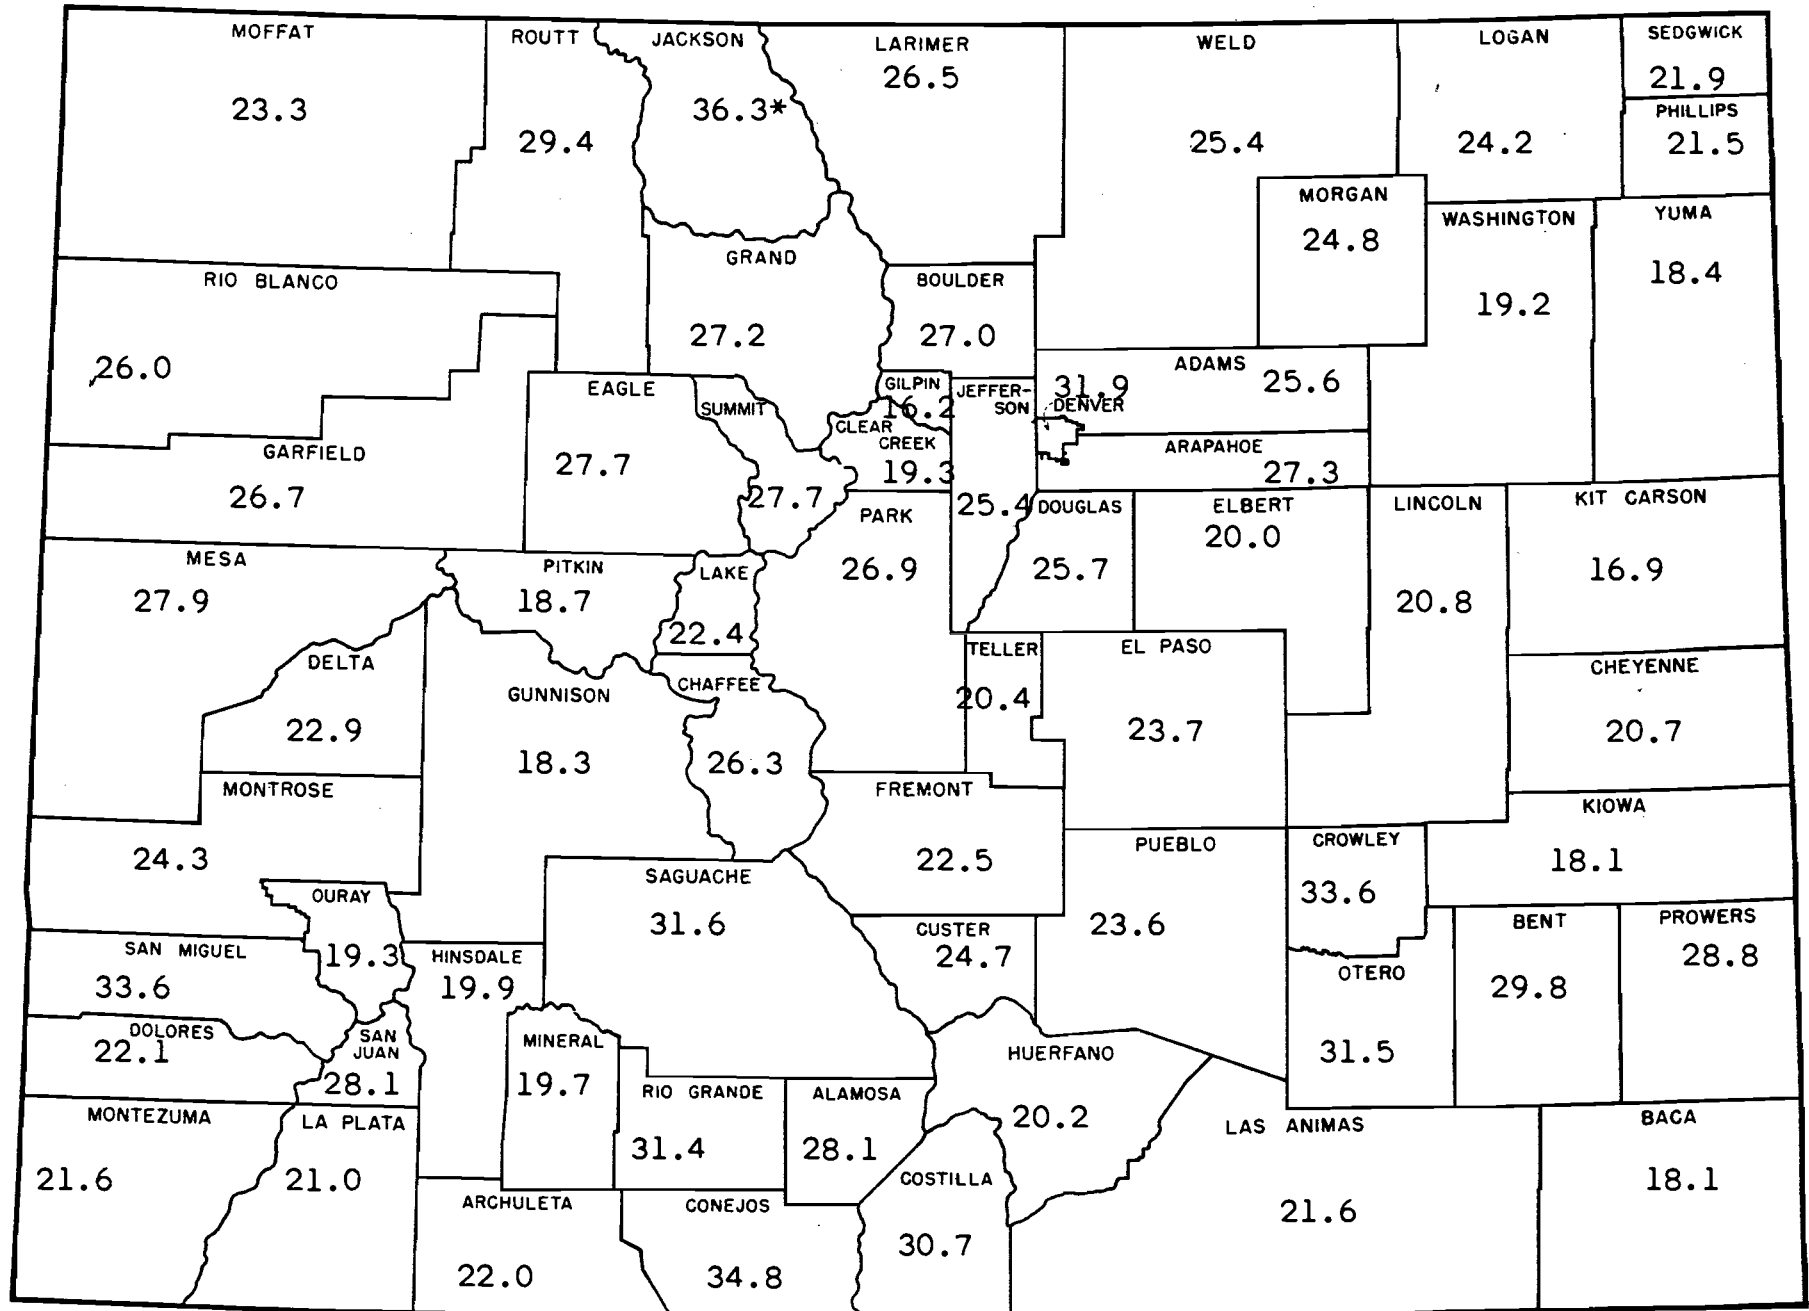 MOFFAT
23.3
ROUTT
29.4
JACKSON
36.3*
LARIMER
26.5
WELD
25.4
LOGAN
24.2
SEDGWICK
21.9
PHILLIPS
21.5
MORGAN
24.8
WASHINGTON
19.2
YUMA
18.4
RIO BLANCO
26.0
GRAND
27.2
BOULDER
27.0
GILPIN
16.2
JEFFER-
SON
25.4
ADAMS
25.6
31.9
DENVER
ARAPAHOE
27.3
EAGLE
27.7
SUMMIT
27.7
CLEAR
CREEK
19.3
GARFIELD
26.7
PARK
26.9
DOUGLAS
25.7
ELBERT
20.0
LINCOLN
20.8
KIT CARSON
16.9
MESA
27.9
PITKIN
18.7
LAKE
22.4
DELTA
22.9
GUNNISON
18.3
CHAFFEE
26.3
TELLER
20.4
EL PASO
23.7
CHEYENNE
20.7
MONTROSE
24.3
FREMONT
22.5
KIOWA
18.1
PUEBLO
23.6
CROWLEY
33.6
OURAY
19.3
SAGUACHE
31.6
CUSTER
24.7
BENT
29.8
PROWERS
28.8
SAN MIGUEL
33.6
HINSDALE
19.9
OTERO
31.5
DOLORES
22.1
SAN
JUAN
28.1
MINERAL
19.7
HUERFANO
20.2
RIO GRANDE
31.4
ALAMOSA
28.1
MONTEZUMA
21.6
LA PLATA
21.0
LAS ANIMAS
21.6
BACA
18.1
COSTILLA
30.7
ARCHULETA
22.0
CONEJOS
34.8